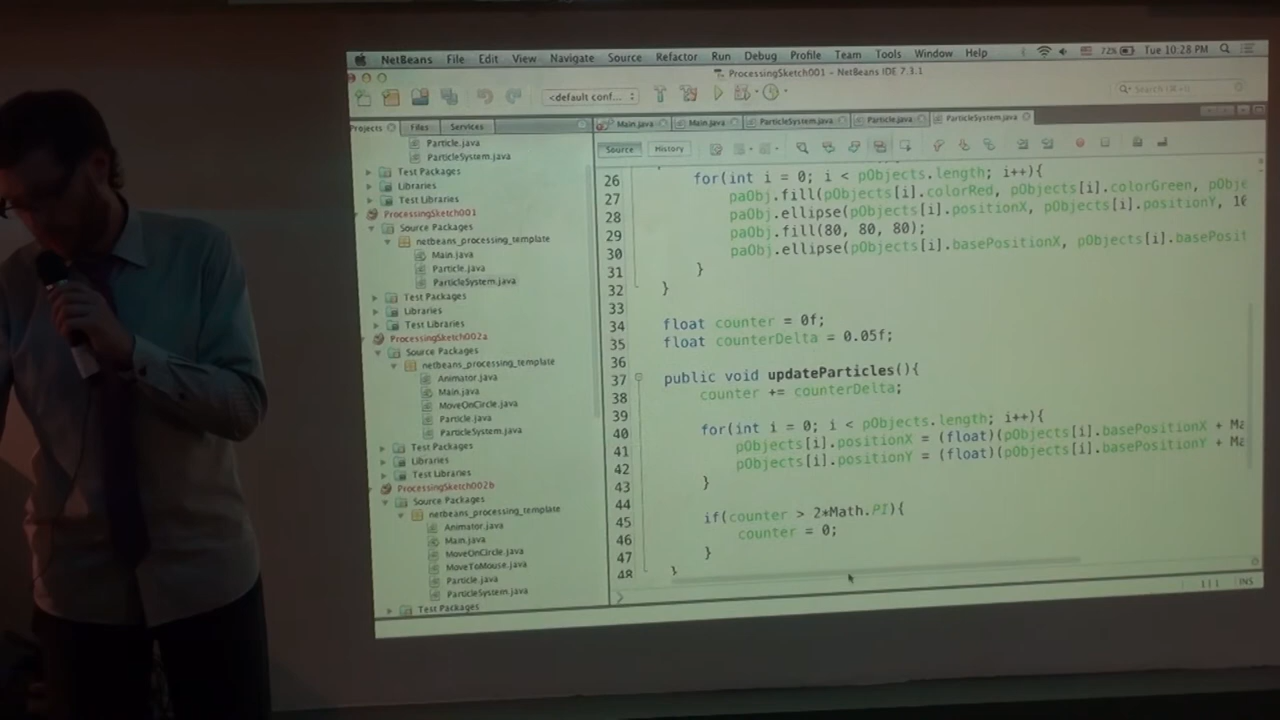 NetBeans File Edit View Navigate Source Refactor Run Debug Profile Team Tools Window Help 72% Tue 10:28 PM
ProcessingSketch001 - NetBeans IDE 7.3.1
<default conf...
Projects Files Services
Main.java Main.java ParticleSystem.java Particle.java ParticleSystem.java
Source History
Particle.java
ParticleSystem.java
Test Packages
Libraries
Test Libraries
ProcessingSketch001
Source Packages
netbeans_processing_template
Main.java
Particle.java
ParticleSystem.java
Test Packages
Libraries
Test Libraries
ProcessingSketch002a
Source Packages
netbeans_processing_template
Animator.java
Main.java
MoveOnCircle.java
Particle.java
ParticleSystem.java
Test Packages
Libraries
Test Libraries
ProcessingSketch002b
Source Packages
netbeans_processing_template
Animator.java
Main.java
MoveOnCircle.java
MoveToMouse.java
Particle.java
ParticleSystem.java
Test Packages
26 for(int i = 0; i < pObjects.length; i++){
27 paObj.fill(pObjects[i].colorRed, pObjects[i].colorGreen, pObje
28 paObj.ellipse(pObjects[i].positionX, pObjects[i].positionY, 10
29 paObj.fill(80, 80, 80);
30 paObj.ellipse(pObjects[i].basePositionX, pObjects[i].basePosit
31 }
32 }
33
34 float counter = 0f;
35 float counterDelta = 0.05f;
36
37 public void updateParticles(){
38 counter += counterDelta;
39
40 for(int i = 0; i < pObjects.length; i++){
41 pObjects[i].positionX = (float)(pObjects[i].basePositionX + Ma
42 pObjects[i].positionY = (float)(pObjects[i].basePositionY + Ma
43 }
44
45 if(counter > 2*Math.PI){
46 counter = 0;
47 }
48 }
INS